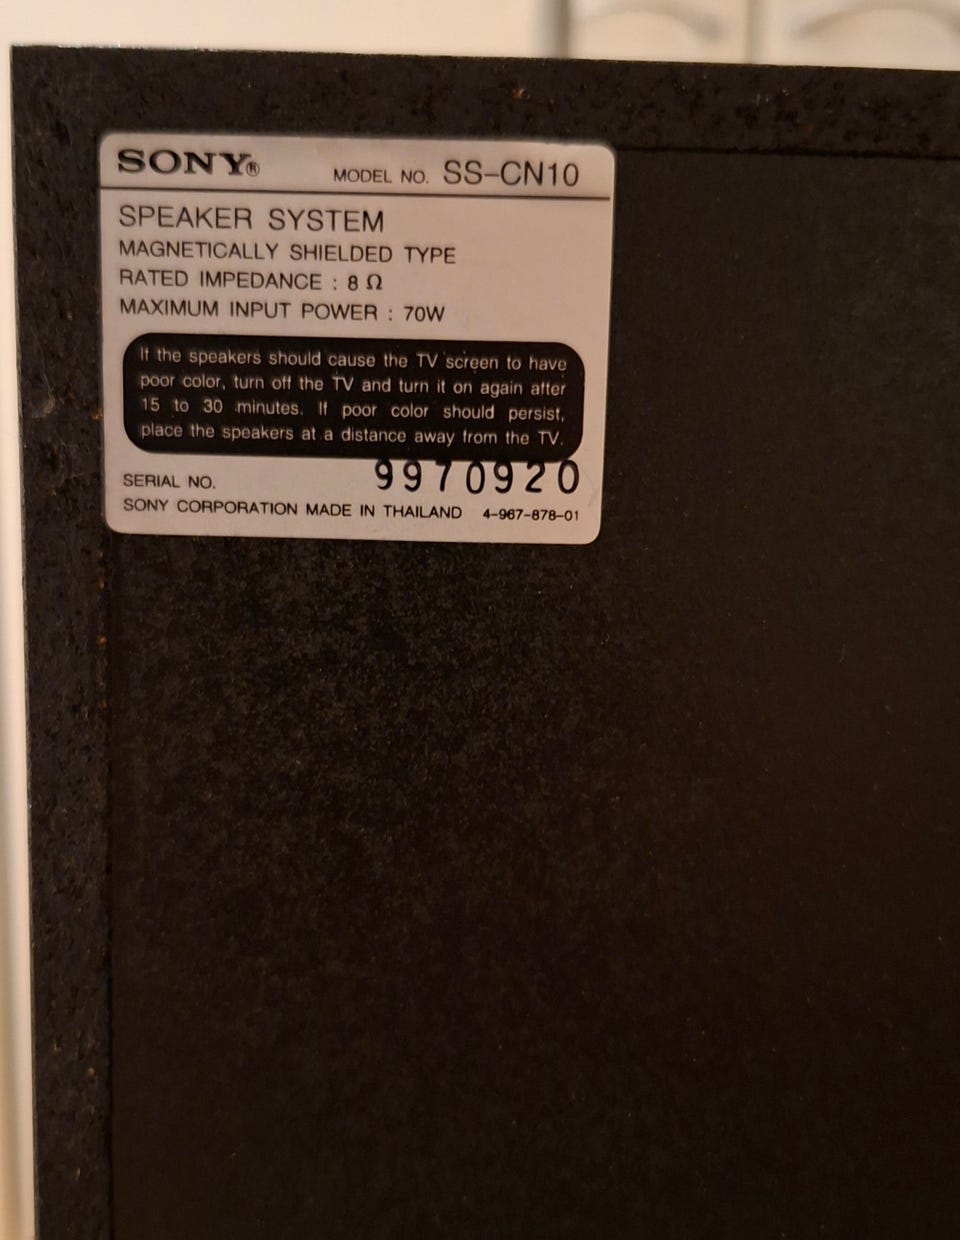 SONY® MODEL NO. SS-CN10
SPEAKER SYSTEM
MAGNETICALLY SHIELDED TYPE
RATED IMPEDANCE : 8 Ω
MAXIMUM INPUT POWER : 70W
If the speakers should cause the TV screen to have
poor color, turn off the TV and turn it on again after
15 to 30 minutes. If poor color should persist,
place the speakers at a distance away from the TV.
SERIAL NO. 9970920
SONY CORPORATION MADE IN THAILAND 4-967-878-01